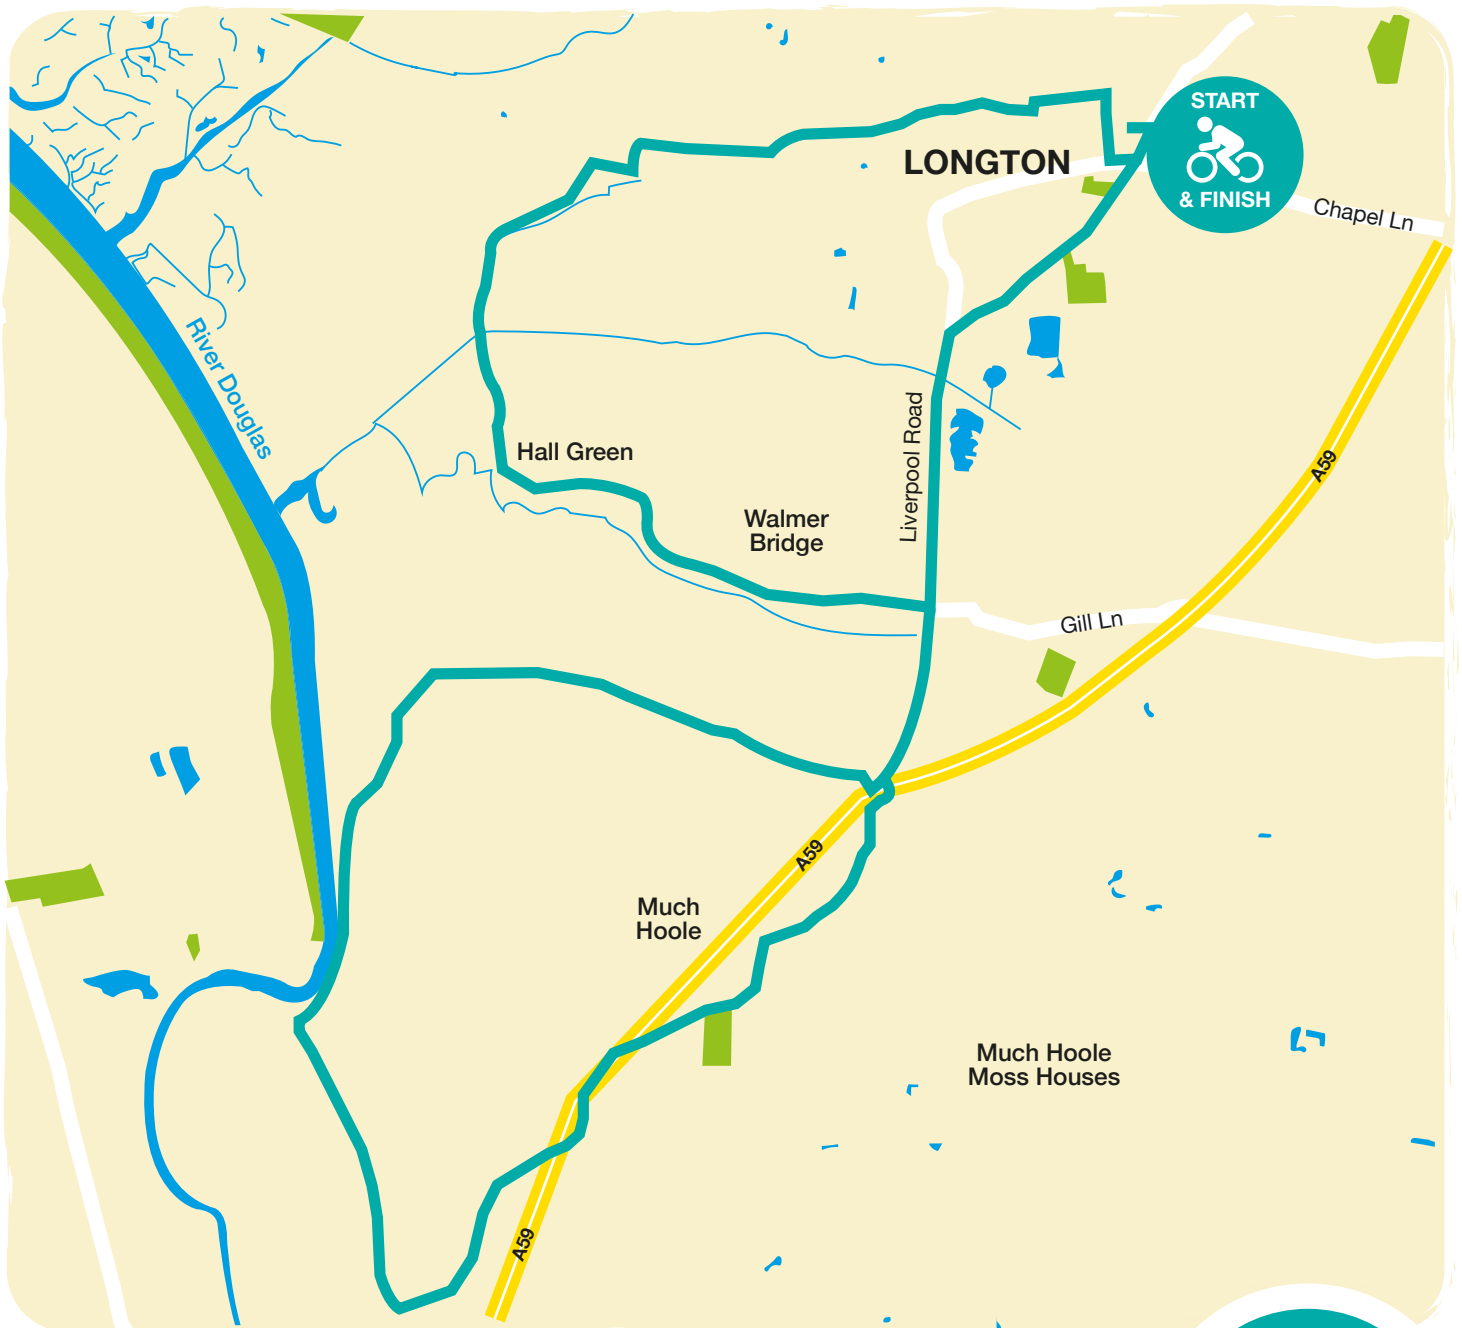 START
& FINISH
LONGTON
Chapel Ln
River Douglas
Liverpool Road
Hall Green
A59
Walmer
Bridge
Gill Ln
A59
Much
Hoole
Much Hoole
Moss Houses
A59